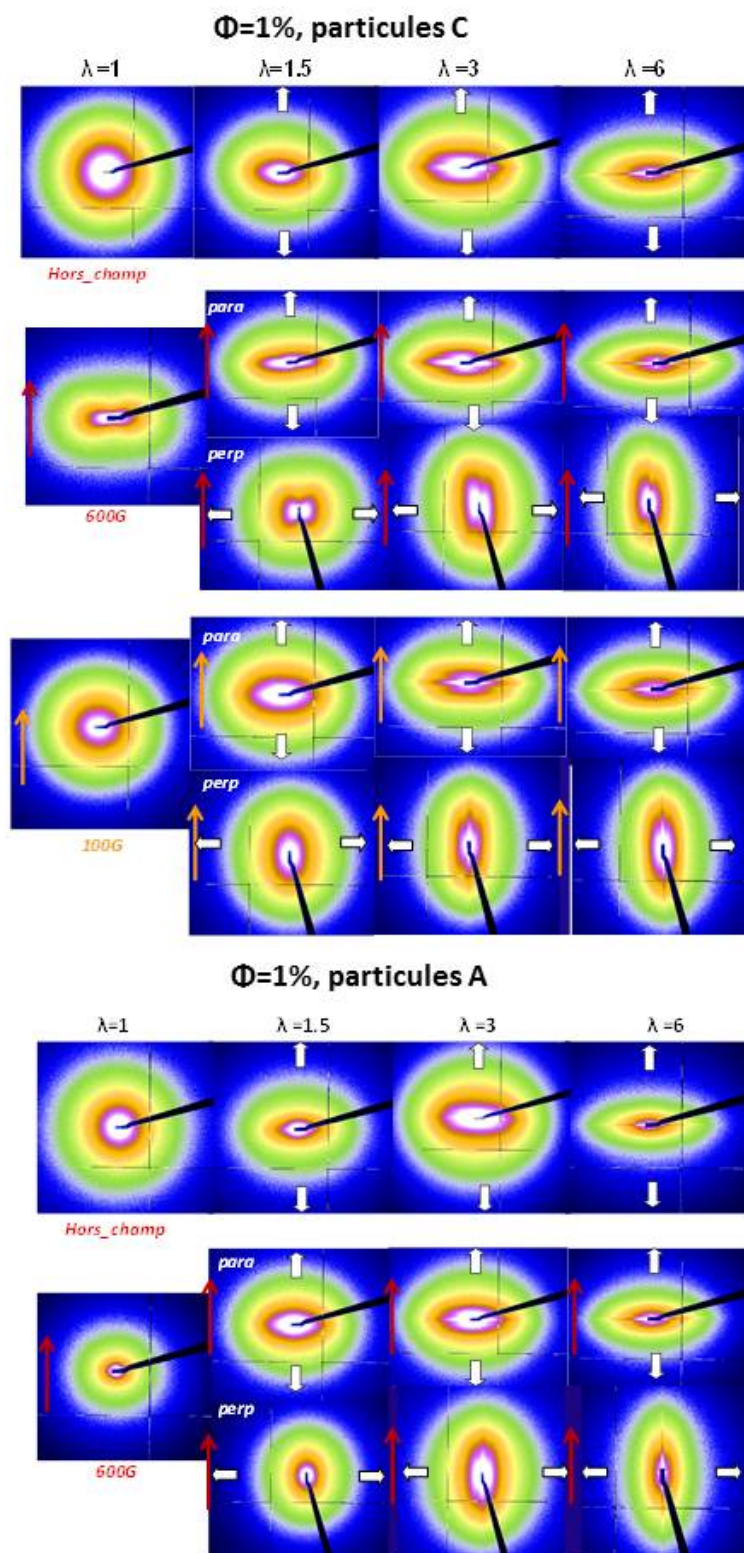 Φ=1%, particules C
λ =1 λ=1.5 λ =3 λ =6
Hors_champ
para
600G
perp
para
100G
perp
Φ=1%, particules A
λ=1 λ =1.5 λ =3 λ =6
Hors_champ
para
600G
perp